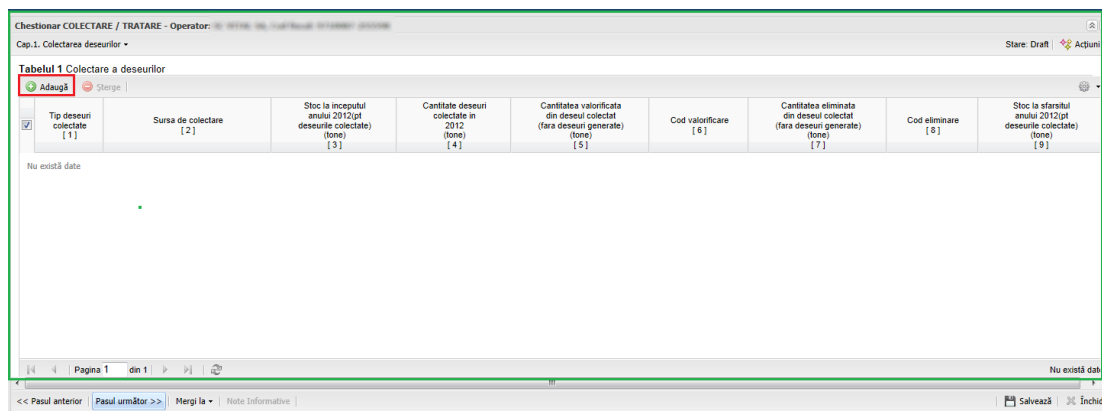 Chestionar COLECTARE / TRATARE - Operator:
Cap.1. Colectarea deseurilor
Stare: Draft
Acțiuni
Tabelul 1 Colectare a deseurilor
Adaugă
Șterge
Tip deseuri
colectate
[ 1 ]
Sursa de colectare
[ 2 ]
Stoc la inceputul
anului 2012(pt
deseurile colectate)
(tone)
[ 3 ]
Cantitate deseuri
colectate in
2012
(tone)
[ 4 ]
Cantitatea valorificata
din deseul colectat
(fara deseuri generate)
(tone)
[ 5 ]
Cod valorificare
[ 6 ]
Cantitatea eliminata
din deseul colectat
(fara deseuri generate)
(tone)
[ 7 ]
Cod eliminare
[ 8 ]
Stoc la sfarsitul
anului 2012(pt
deseurile colectate)
(tone)
[ 9 ]
Nu există date
Pagina 1 din 1
Nu există dat
<< Pasul anterior
Pasul următor >>
Mergi la
Note Informative
Salvează
Închid